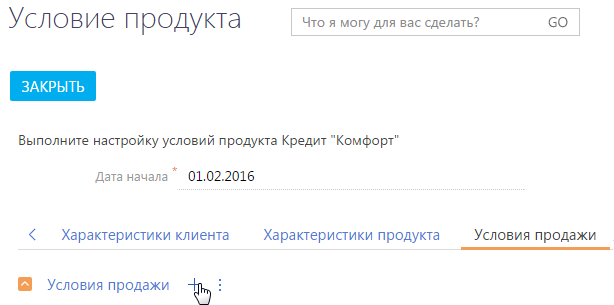 Условие продукта
Что я могу для вас сделать? GO
ЗАКРЫТЬ
Выполните настройку условий продукта Кредит "Комфорт"
Дата начала * 01.02.2016
Характеристики клиента Характеристики продукта Условия продажи
Условия продажи